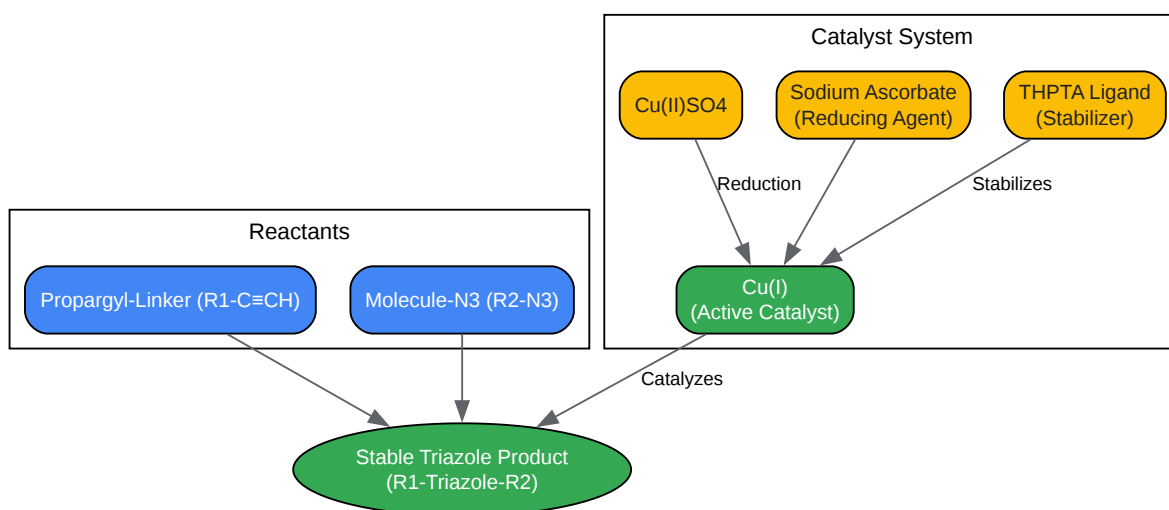 Catalyst System
Cu(II)SO4
Sodium Ascorbate
(Reducing Agent)
THPTA Ligand
(Stabilizer)
Reduction
Stabilizes
Reactants
Propargyl-Linker (R1-C≡CH)
Molecule-N3 (R2-N3)
Cu(I)
(Active Catalyst)
Catalyzes
Stable Triazole Product
(R1-Triazole-R2)